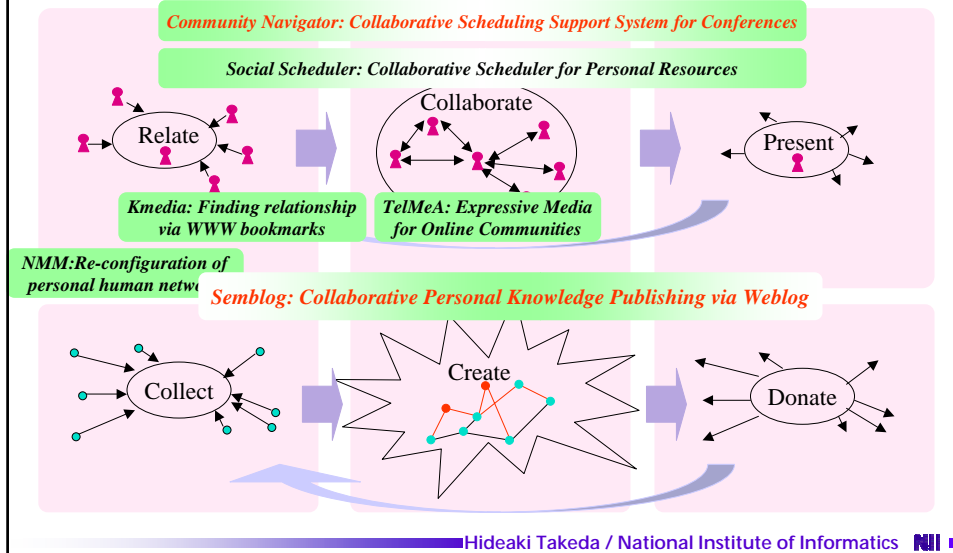 Community Navigator: Collaborative Scheduling Support System for Conferences
Social Scheduler: Collaborative Scheduler for Personal Resources
Relate
Collaborate
Present
Kmedia: Finding relationship
via WWW bookmarks
TelMeA: Expressive Media
for Online Communities
NMM:Re-configuration of
personal human
Semblog: Collaborative Personal Knowledge Publishing via Weblog
Collect
Create
Donate
Hideaki Takeda / National Institute of Informatics NII